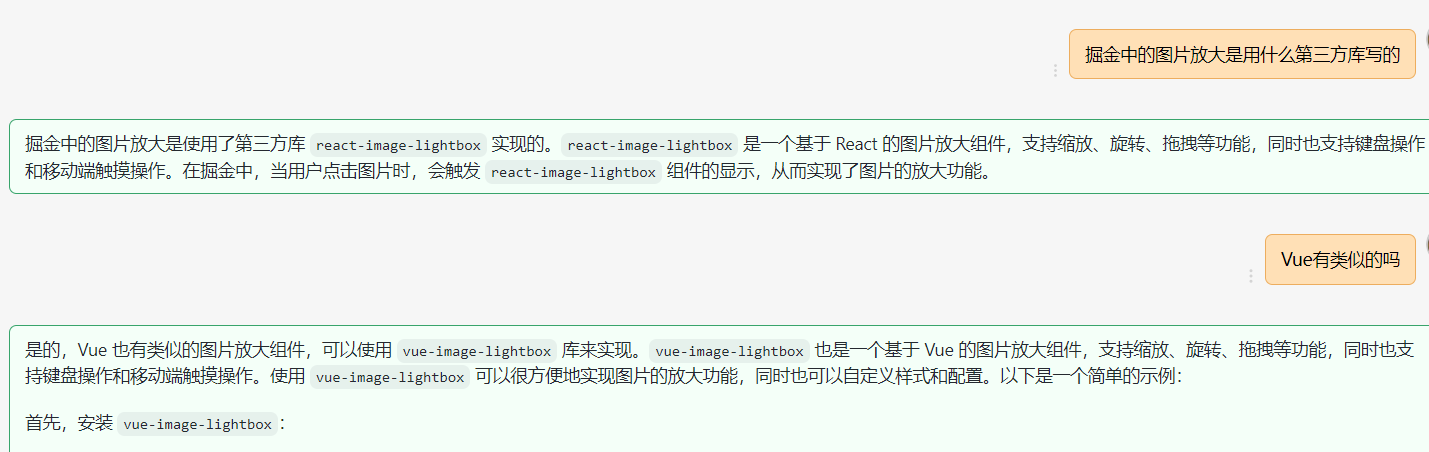 掘金中的图片放大是用什么第三方库写的
掘金中的图片放大是使用了第三方库 react-image-lightbox 实现的。react-image-lightbox 是一个基于 React 的图片放大组件，支持缩放、旋转、拖拽等功能，同时也支持键盘操作
和移动端触摸操作。在掘金中，当用户点击图片时，会触发 react-image-lightbox 组件的显示，从而实现了图片的放大功能。
Vue有类似的吗
是的，Vue 也有类似的图片放大组件，可以使用 vue-image-lightbox 库来实现。vue-image-lightbox 也是一个基于 Vue 的图片放大组件，支持缩放、旋转、拖拽等功能，同时也支
持键盘操作和移动端触摸操作。使用 vue-image-lightbox 可以很方便地实现图片的放大功能，同时也可以自定义样式和配置。以下是一个简单的示例：
首先，安装 vue-image-lightbox：